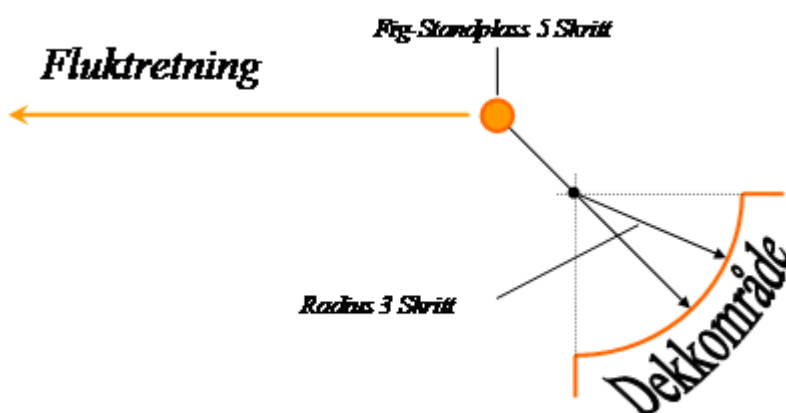 Fig-Standplass 5 Skritt
Fluktretning
Radius 3 Skritt
Dekkområde